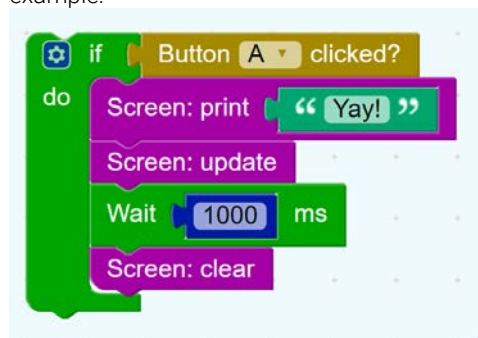 example.
if Button A ▼ clicked?
do
Screen: print “ Yay! ”
Screen: update
Wait 1000 ms
Screen: clear